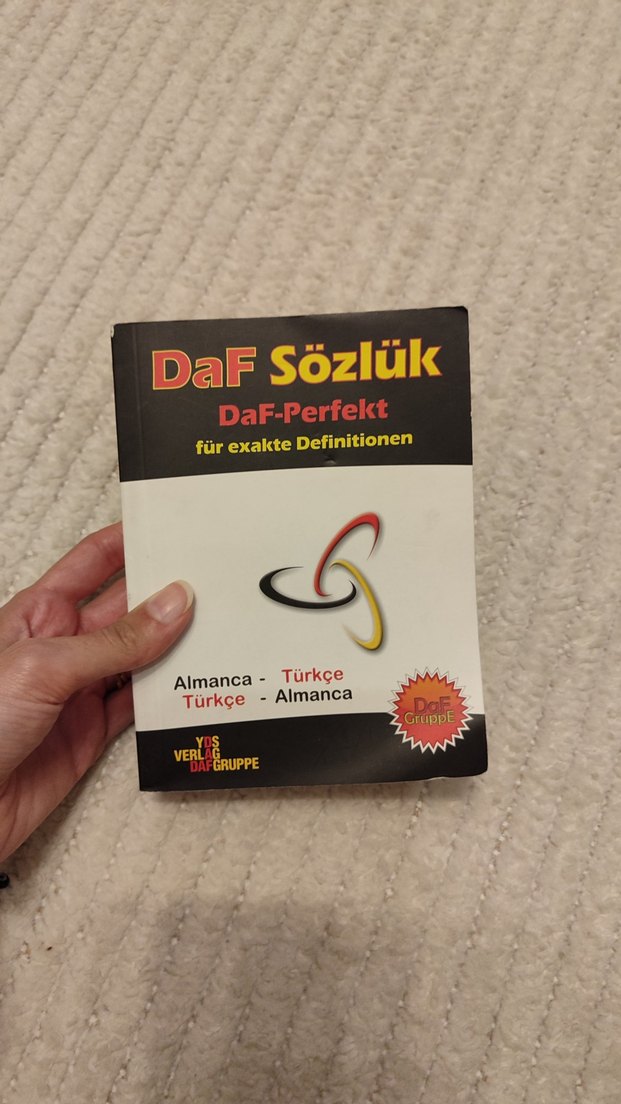 DaF Sözlük
DaF-Perfekt
für exakte Definitionen
Almanca - Türkçe
Türkçe - Almanca
DaF
GruppE
YDS
VERLAG
DAFGRUPPE